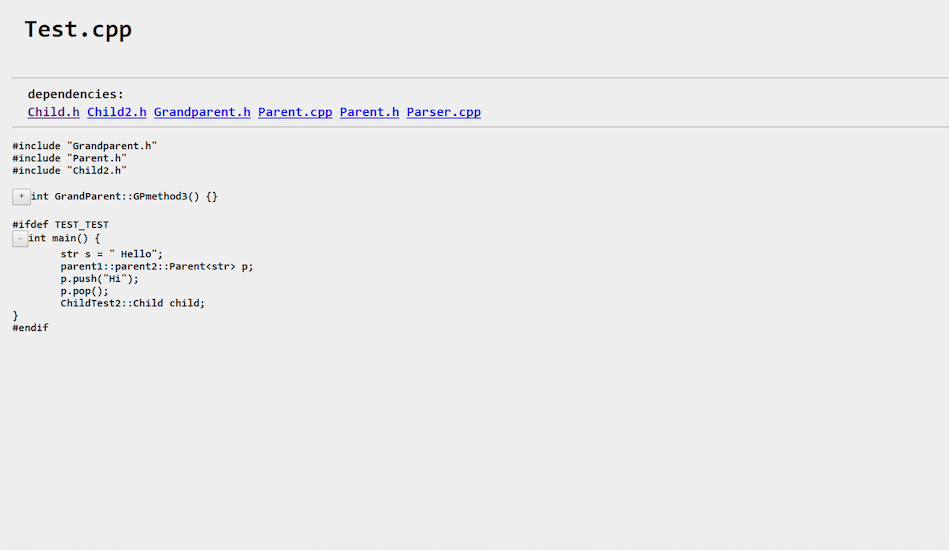 Test.cpp
dependencies:
Child.h Child2.h Grandparent.h Parent.cpp Parent.h Parser.cpp
#include "Grandparent.h"
#include "Parent.h"
#include "Child2.h"
+ int GrandParent::GPmethod3() {}
#ifdef TEST_TEST
- int main() {
str s = " Hello";
parent1::parent2::Parent<str> p;
p.push("Hi");
p.pop();
ChildTest2::Child child;
}
#endif